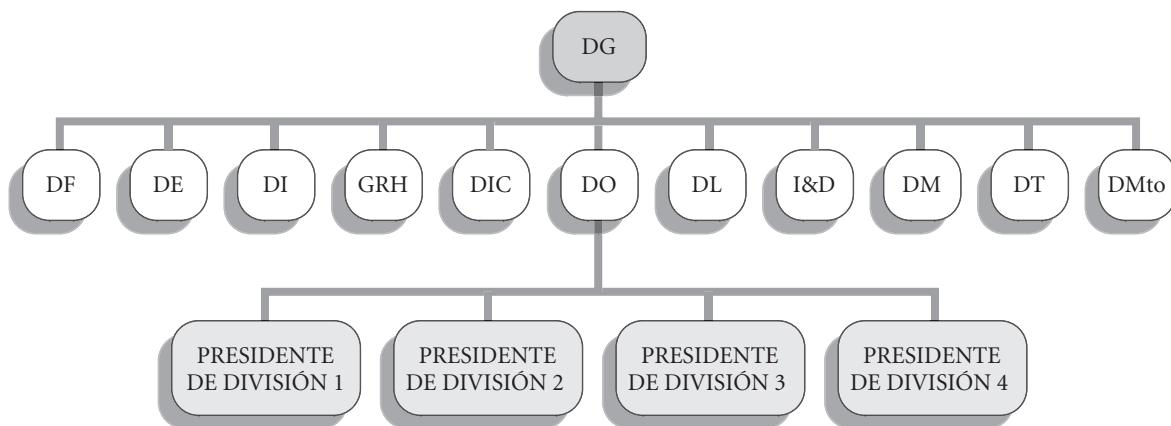 DG
DF
DE
DI
GRH
DIC
DO
DL
I&D
DM
DT
DMto
PRESIDENTE
DE DIVISIÓN 1
PRESIDENTE
DE DIVISIÓN 2
PRESIDENTE
DE DIVISIÓN 3
PRESIDENTE
DE DIVISIÓN 4